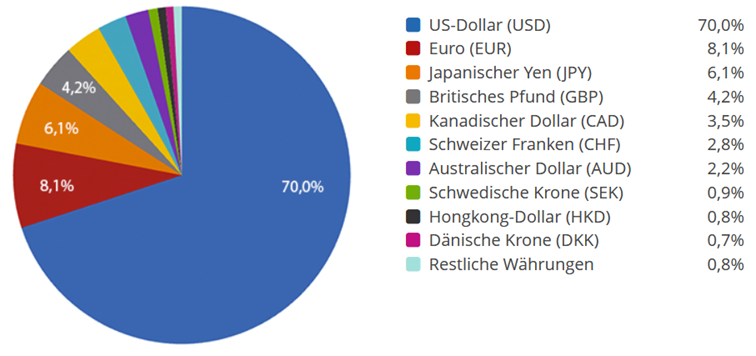 70,0%
8,1%
6,1%
4,2%
US-Dollar (USD) 70,0%
Euro (EUR) 8,1%
Japanischer Yen (JPY) 6,1%
Britisches Pfund (GBP) 4,2%
Kanadischer Dollar (CAD) 3,5%
Schweizer Franken (CHF) 2,8%
Australischer Dollar (AUD) 2,2%
Schwedische Krone (SEK) 0,9%
Hongkong-Dollar (HKD) 0,8%
Dänische Krone (DKK) 0,7%
Restliche Währungen 0,8%